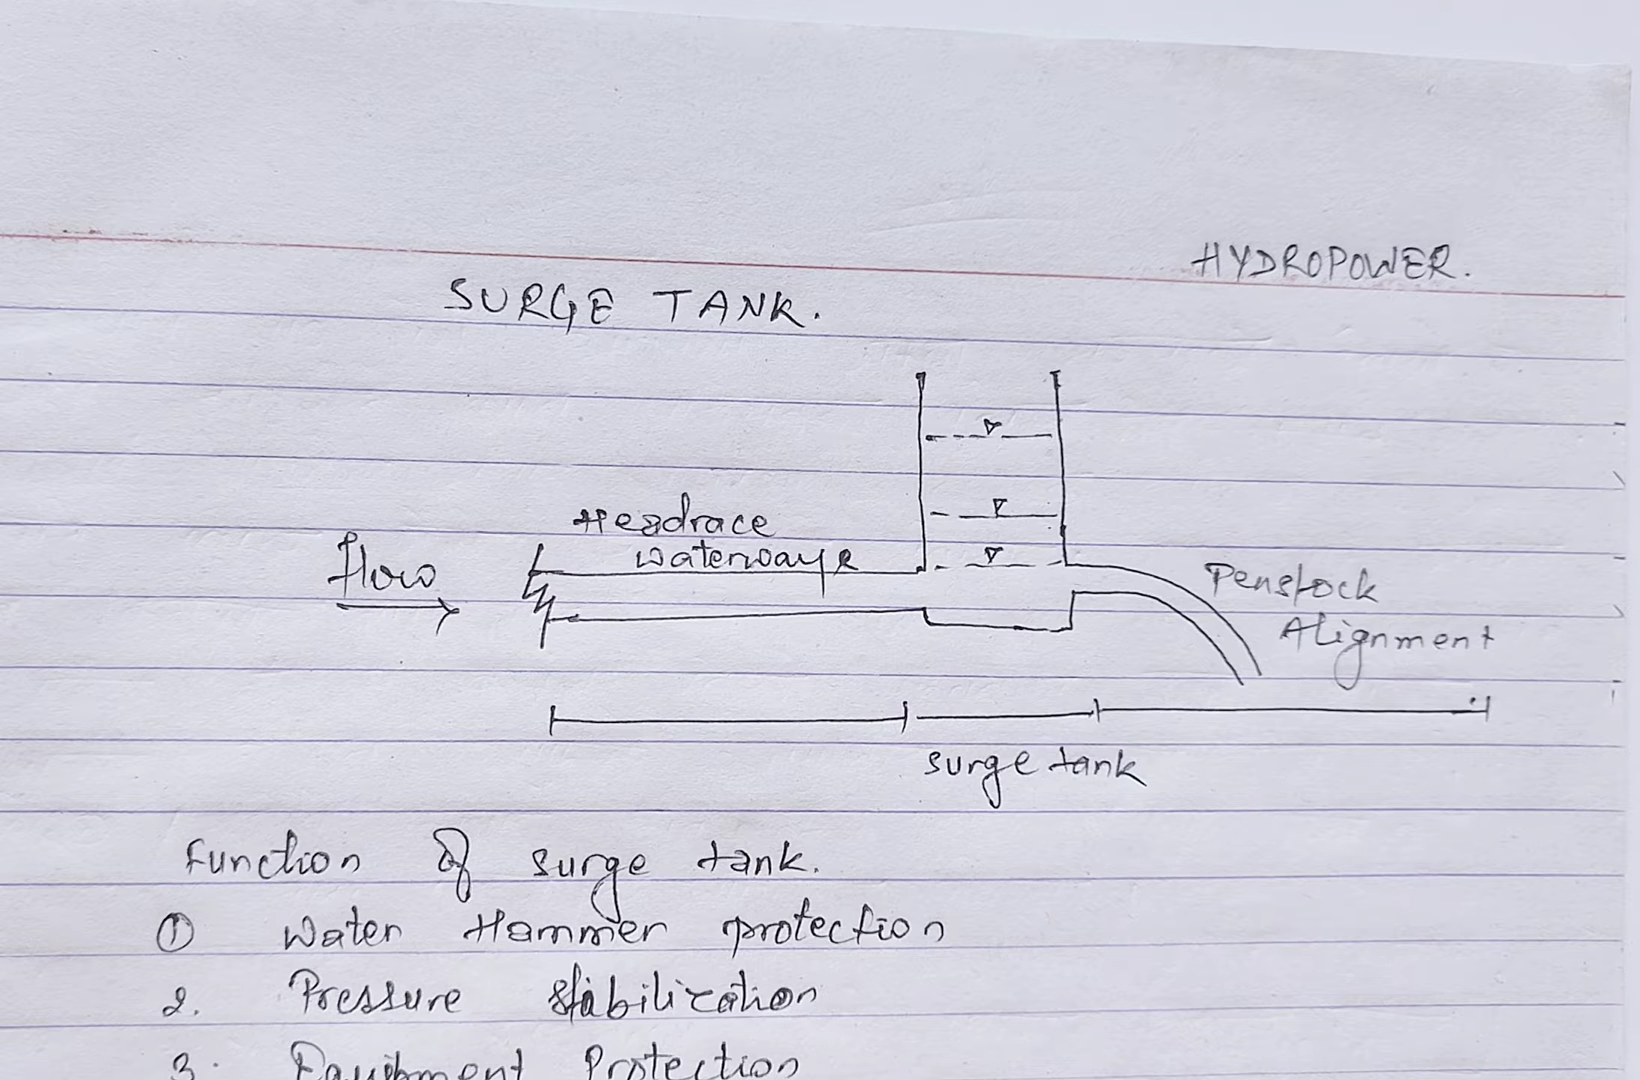 HYDROPOWER.
SURGE TANK.
Headrace
waterwaye
flow
Penstock
Alignment
surge tank
Function of surge tank.
① Water Hammer protection
2. Pressure stabilization
3. Equipment Protection